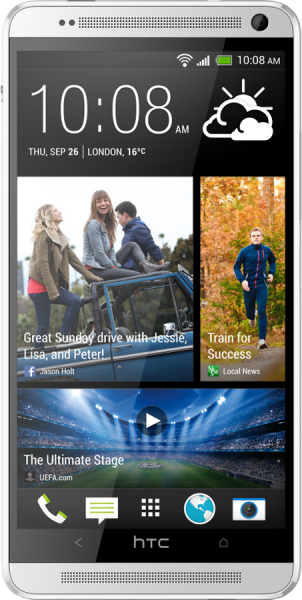 10:08 AM
10:08 AM
THU, SEP 26 | LONDON, 16°C
Great Sunday drive with Jessie,
Lisa, and Peter!
f Jason Holt
Train for
Success
Local News
The Ultimate Stage
UEFA.com
hTC